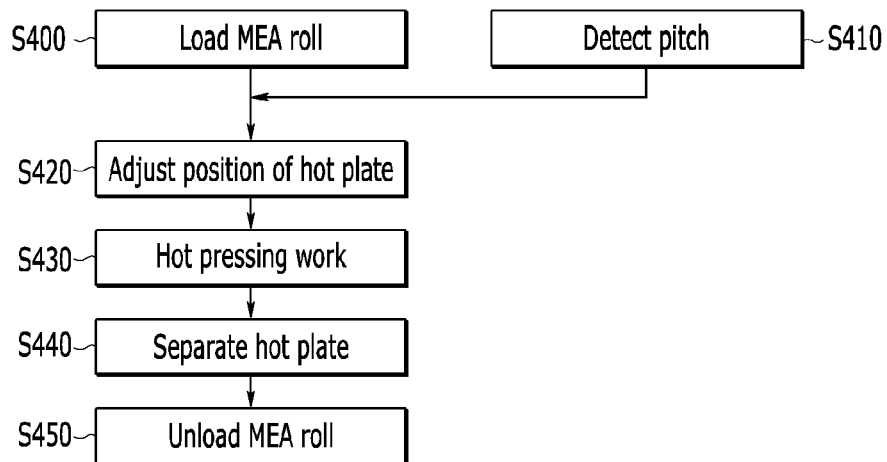 S400
Load MEA roll
Detect pitch
S410
S420
Adjust position of hot plate
S430
Hot pressing work
S440
Separate hot plate
S450
Unload MEA roll